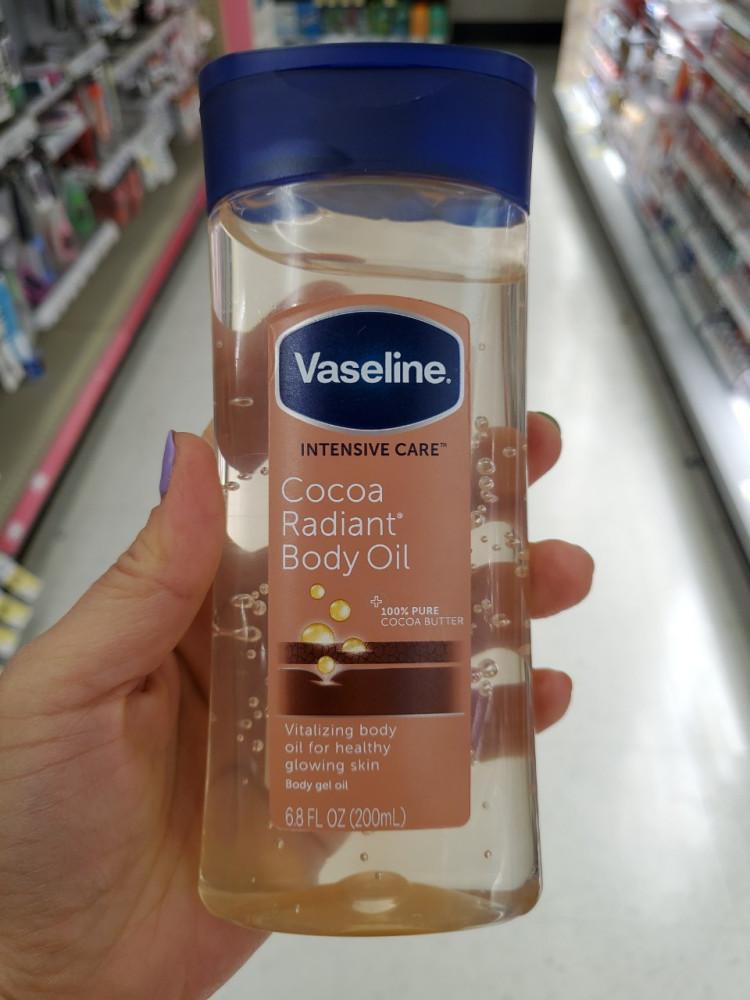 Vaseline.
INTENSIVE CARE™
Cocoa
Radiant®
Body Oil
100% PURE
COCOA BUTTER
Vitalizing body
oil for healthy
glowing skin
Body gel oil
6.8 FL OZ (200mL)